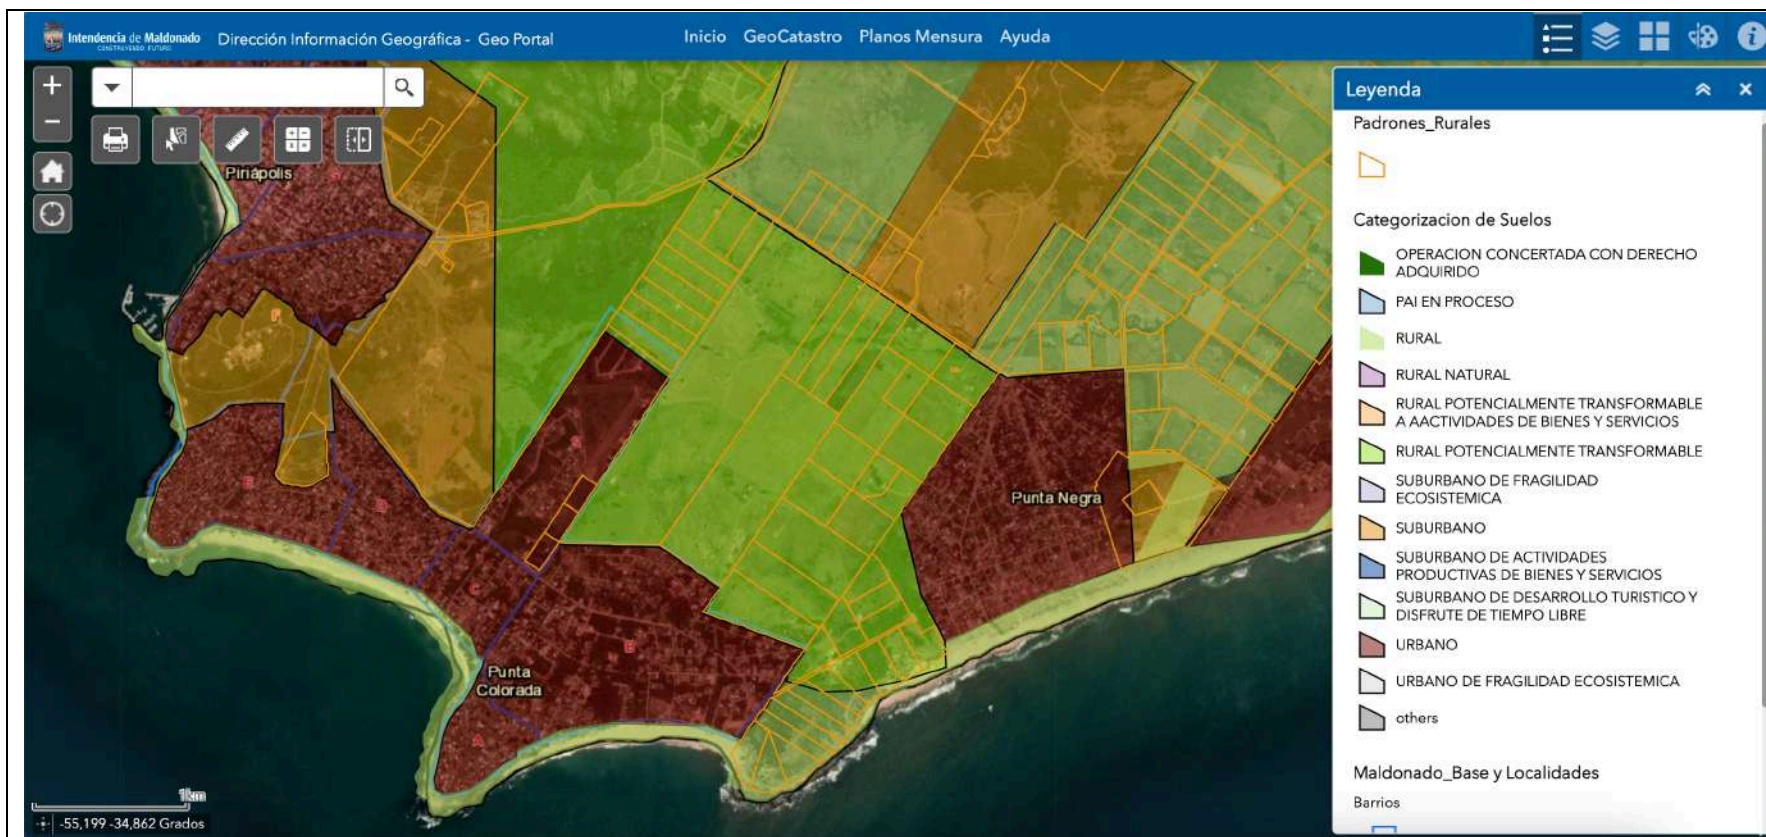 Intendencia de Maldonado
CONSTRUYENDO FUTURO
Dirección Información Geográfica - Geo Portal
Inicio GeoCatastro Planos Mensura Ayuda
Leyenda
Padrones_Rurales
Categorizacion de Suelos
OPERACION CONCERTADA CON DERECHO
ADQUIRIDO
PAI EN PROCESO
RURAL
RURAL NATURAL
RURAL POTENCIALMENTE TRANSFORMABLE
A AACTIVIDADES DE BIENES Y SERVICIOS
RURAL POTENCIALMENTE TRANSFORMABLE
SUBURBANO DE FRAGILIDAD
ECOSISTEMICA
SUBURBANO
SUBURBANO DE ACTIVIDADES
PRODUCTIVAS DE BIENES Y SERVICIOS
SUBURBANO DE DESARROLLO TURISTICO Y
DISFRUTE DE TIEMPO LIBRE
URBANO
URBANO DE FRAGILIDAD ECOSISTEMICA
others
Maldonado_Base y Localidades
Barrios
Piriápolis
F
D
C
B
A
Punta Negra
Punta
Colorada
1km
-55,199 -34,862 Grados